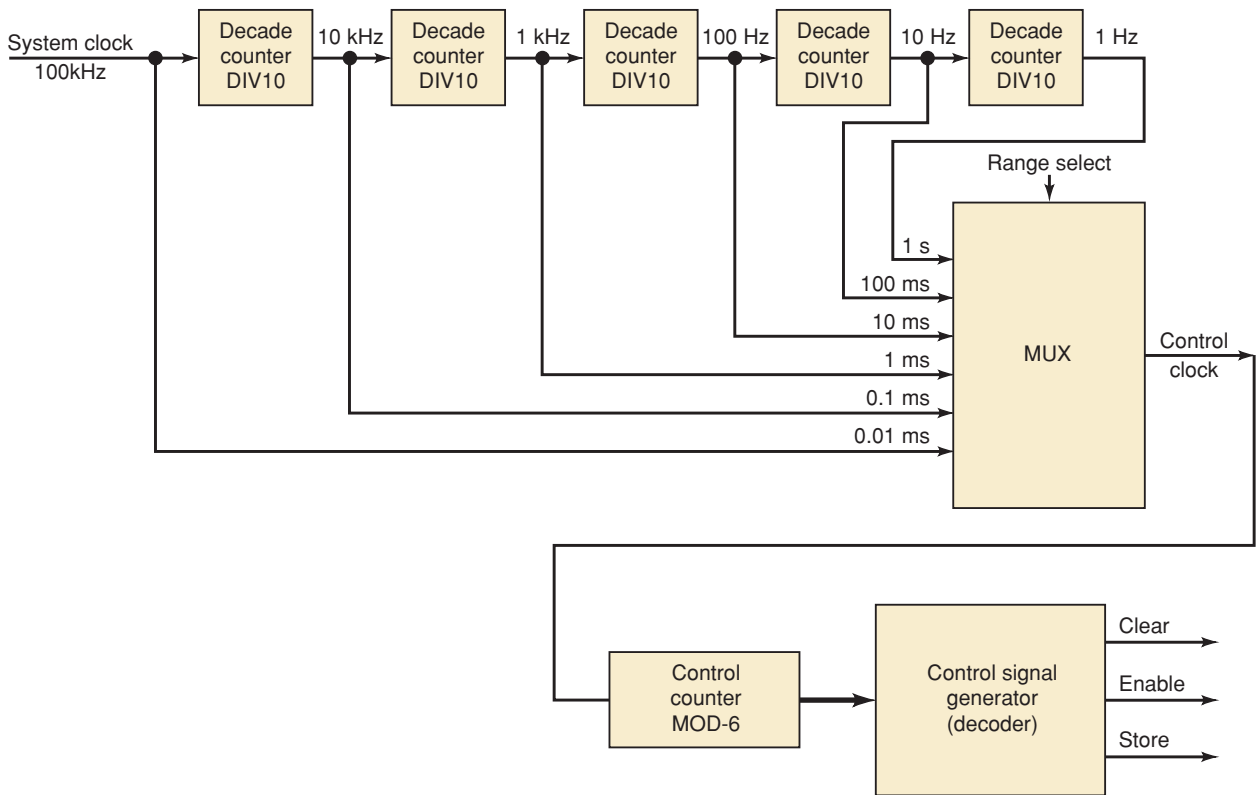 System clock
100kHz
Decade
counter
DIV10
10 kHz
Decade
counter
DIV10
1 kHz
Decade
counter
DIV10
100 Hz
Decade
counter
DIV10
10 Hz
Decade
counter
DIV10
1 Hz
Range select
1 s
100 ms
10 ms
1 ms
0.1 ms
0.01 ms
MUX
Control
clock
Control
counter
MOD-6
Control signal
generator
(decoder)
Clear
Enable
Store